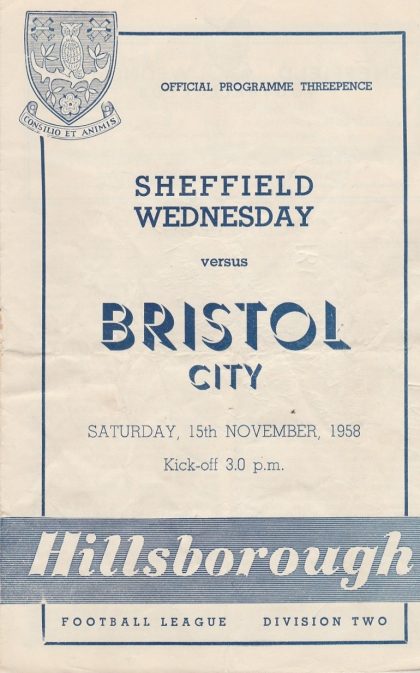 CONSILIO ET ANIMIS
OFFICIAL PROGRAMME THREEPENCE
SHEFFIELD
WEDNESDAY
versus
BRISTOL
CITY
SATURDAY, 15th NOVEMBER, 1958
Kick-off 3.0 p.m.
Hillsborough
FOOTBALL LEAGUE DIVISION TWO